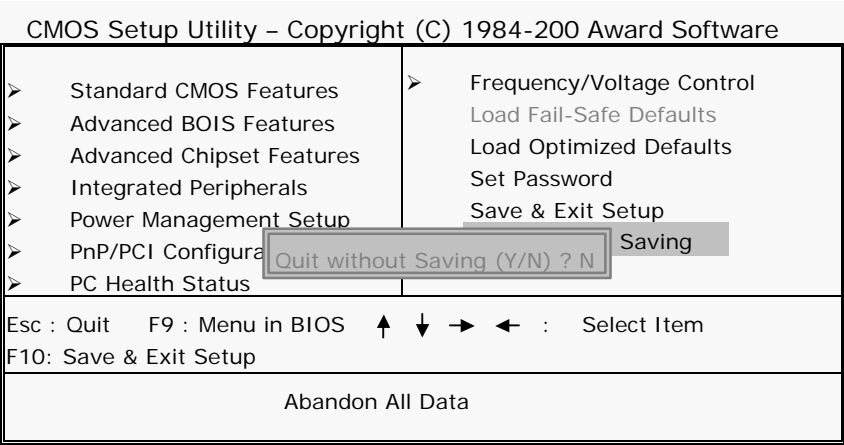 CMOS Setup Utility – Copyright (C) 1984-200 Award Software
Standard CMOS Features
Advanced BOIS Features
Advanced Chipset Features
Integrated Peripherals
Power Management Setup
PnP/PCI Configura
PC Health Status
Frequency/Voltage Control
Load Fail-Safe Defaults
Load Optimized Defaults
Set Password
Save & Exit Setup
Saving
Quit without Saving (Y/N) ? N
Esc : Quit F9 : Menu in BIOS : Select Item
F10: Save & Exit Setup
Abandon All Data